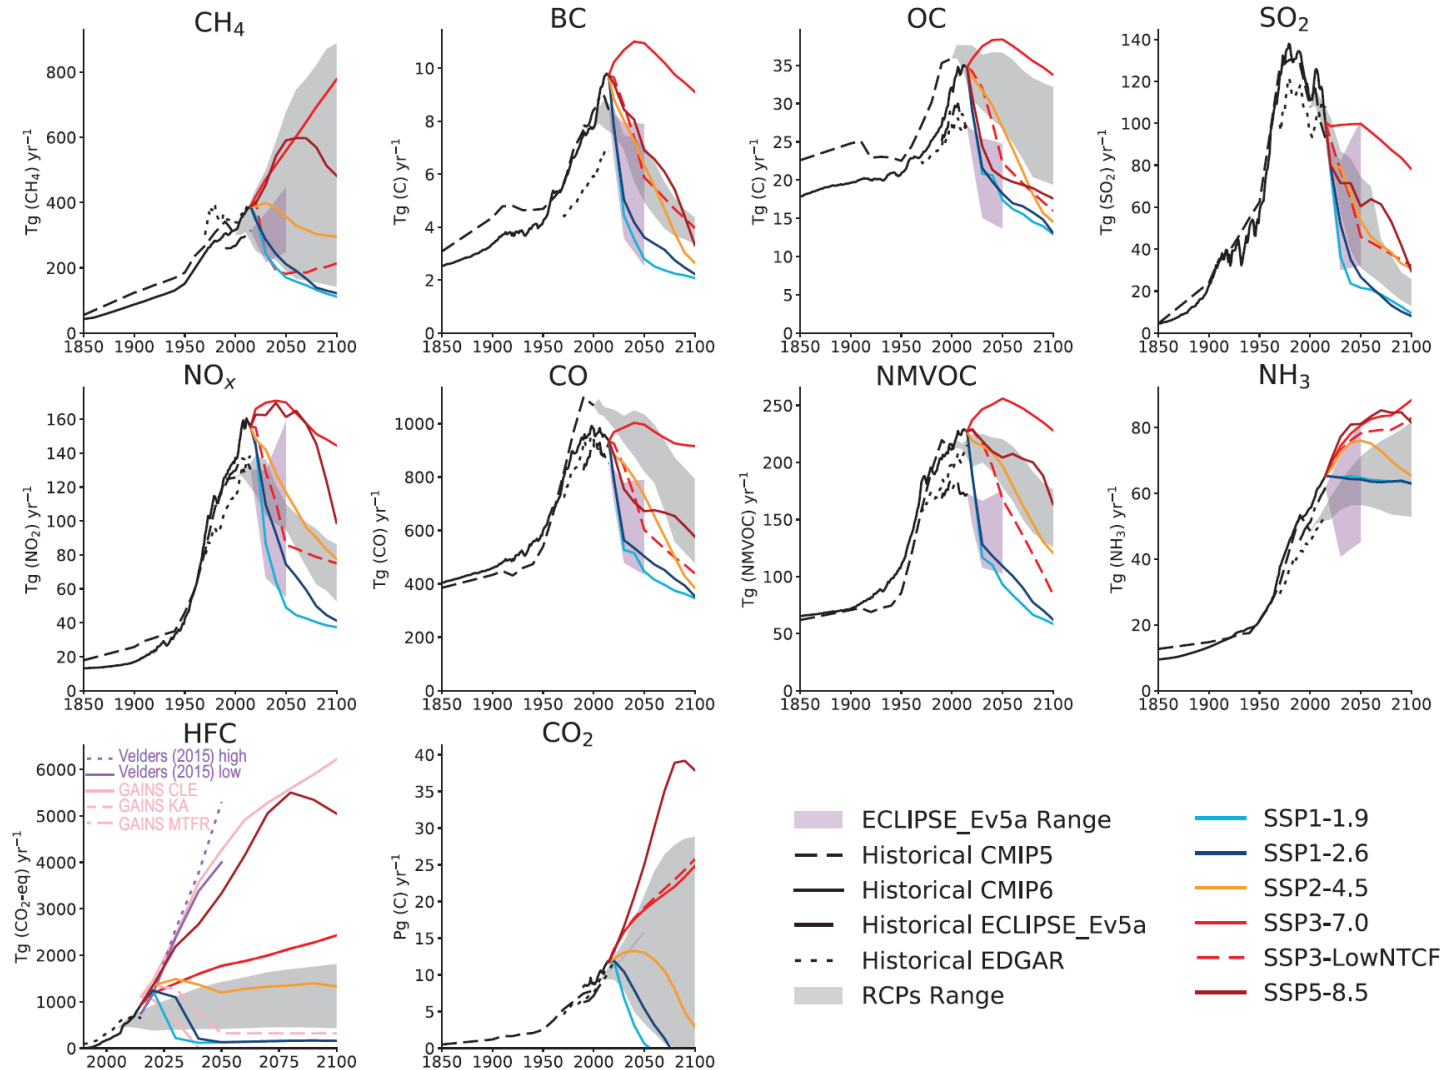 CH₄
Tg (CH₄) yr⁻¹
800
600
400
200
0
1850 1900 1950 2000 2050 2100
BC
Tg (C) yr⁻¹
10
8
6
4
2
0
1850 1900 1950 2000 2050 2100
OC
Tg (C) yr⁻¹
35
30
25
20
15
10
5
0
1850 1900 1950 2000 2050 2100
SO₂
Tg (SO₂) yr⁻¹
140
120
100
80
60
40
20
0
1850 1900 1950 2000 2050 2100
NOₓ
Tg (NO₂) yr⁻¹
160
140
120
100
80
60
40
20
0
1850 1900 1950 2000 2050 2100
CO
Tg (CO) yr⁻¹
1000
800
600
400
200
0
1850 1900 1950 2000 2050 2100
NMVOC
Tg (NMVOC) yr⁻¹
250
200
150
100
50
0
1850 1900 1950 2000 2050 2100
NH₃
Tg (NH₃) yr⁻¹
80
60
40
20
0
1850 1900 1950 2000 2050 2100
HFC
Tg (CO₂-eq) yr⁻¹
6000
5000
4000
3000
2000
1000
0
2000 2025 2050 2075 2100
Velders (2015) high
Velders (2015) low
GAINS CLE
GAINS KA
GAINS MTFR
CO₂
Pg (C) yr⁻¹
40
35
30
25
20
15
10
5
0
1850 1900 1950 2000 2050 2100
ECLIPSE_Ev5a Range
Historical CMIP5
Historical CMIP6
Historical ECLIPSE_Ev5a
Historical EDGAR
RCPs Range
SSP1-1.9
SSP1-2.6
SSP2-4.5
SSP3-7.0
SSP3-LowNTCF
SSP5-8.5